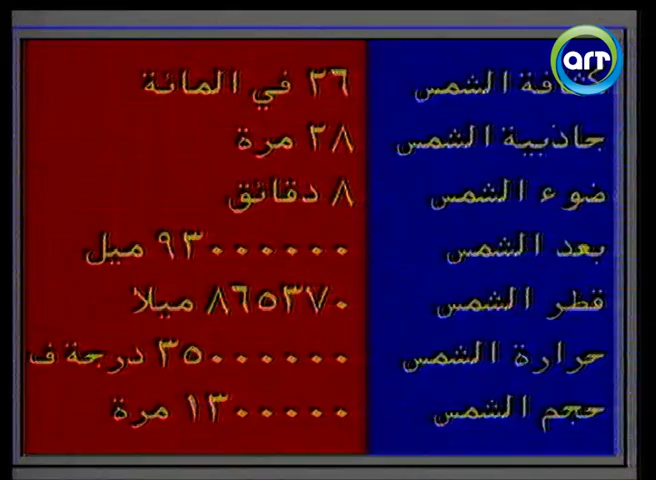 art
كثافة الشمس ٢٦ في المائة
جاذبية الشمس ٢٨ مرة
ضوء الشمس ٨ دقائق
بعد الشمس ٩٣٠٠٠٠٠٠ ميل
قطر الشمس ٨٦٥٣٧٠ ميلا
حرارة الشمس ٣٥٠٠٠٠٠٠ درجة ف
حجم الشمس ١٣٠٠٠٠٠ مرة